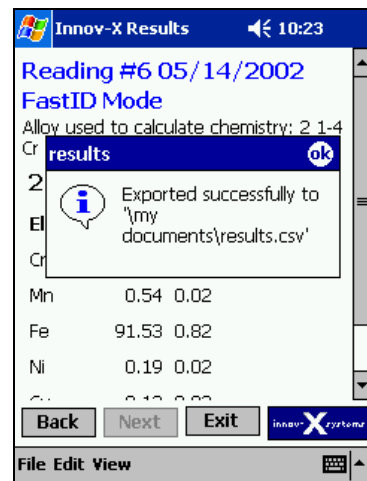 Innov-X Results 10:23
Reading #6 05/14/2002
FastID Mode
Alloy used to calculate chemistry: 2 1-4
Cr
results ok
2
Exported successfully to
'\my
documents\results.csv'
El
Cr
Mn 0.54 0.02
Fe 91.53 0.82
Ni 0.19 0.02
Back Next Exit innov-X systems
File Edit View